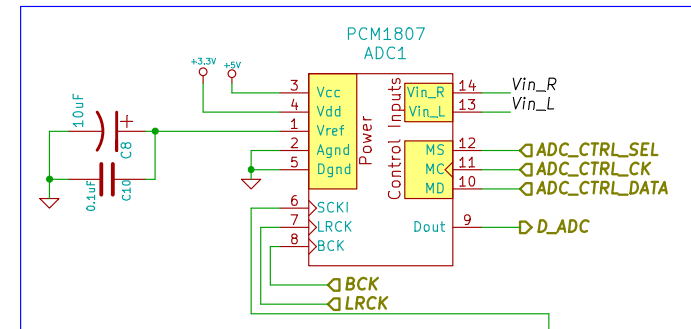 PCM1807
ADC1
+3.3V
+5V
10uF
+
C8
0.1uF
C10
3 Vcc
4 Vdd
1 Vref
2 Agnd
5 Dgnd
Power
6 SCKI
7 LRCK
8 BCK
Control Inputs
Vin_R 14 Vin_R
Vin_L 13 Vin_L
MS 12 ADC_CTRL_SEL
MC 11 ADC_CTRL_CK
MD 10 ADC_CTRL_DATA
Dout 9 D_ADC
BCK
LRCK